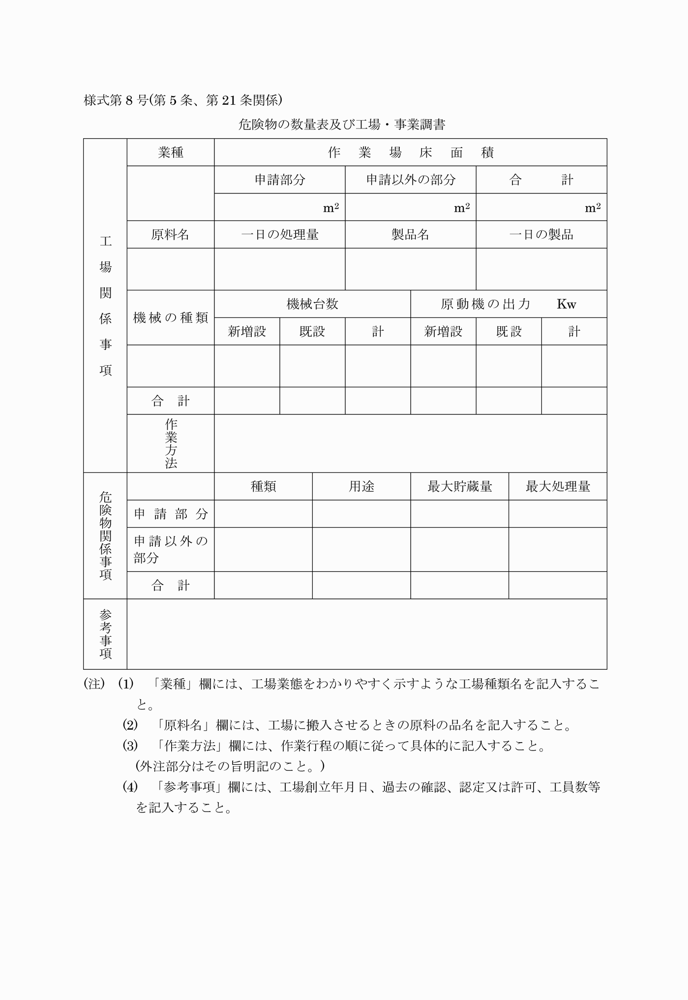 様式第8号(第5条、第21条関係)
危険物の数量表及び工場・事業調書
工場関係事項
業種
作業場床面積
申請部分
申請以外の部分
合計
m²
m²
m²
原料名
一日の処理量
製品名
一日の製品
機械の種類
機械台数
原動機の出力 Kw
新増設
既設
計
新増設
既設
計
合計
作業方法
危険物関係事項
種類
用途
最大貯蔵量
最大処理量
申請部分
申請以外の
部分
合計
参考事項
(注) (1) 「業種」欄には、工場業態をわかりやすく示すような工場種類名を記入するこ
と。
(2) 「原料名」欄には、工場に搬入させるときの原料の品名を記入すること。
(3) 「作業方法」欄には、作業行程の順に従って具体的に記入すること。
(外注部分はその旨明記のこと。)
(4) 「参考事項」欄には、工場創立年月日、過去の確認、認定又は許可、工員数等
を記入すること。